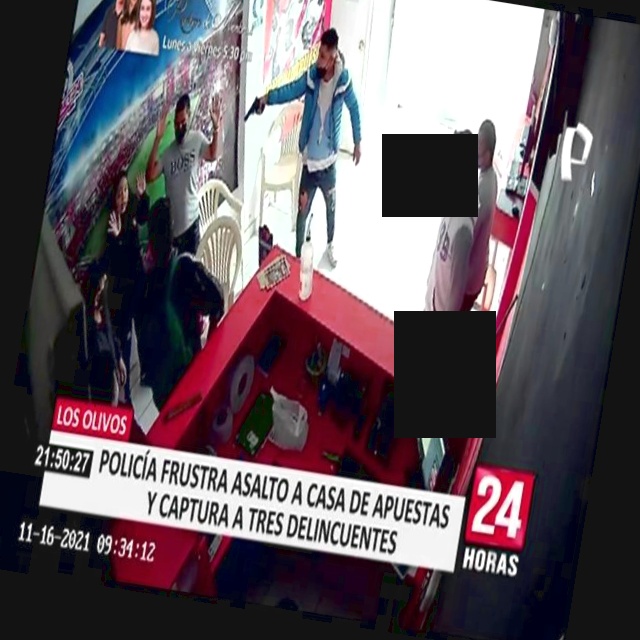 Lunes a Viernes 5:30 pm
BOSS
LOS OLIVOS
21:50:27
POLICÍA FRUSTRA ASALTO A CASA DE APUESTAS
Y CAPTURA A TRES DELINCUENTES
24
HORAS
11-16-2021 09:34:12